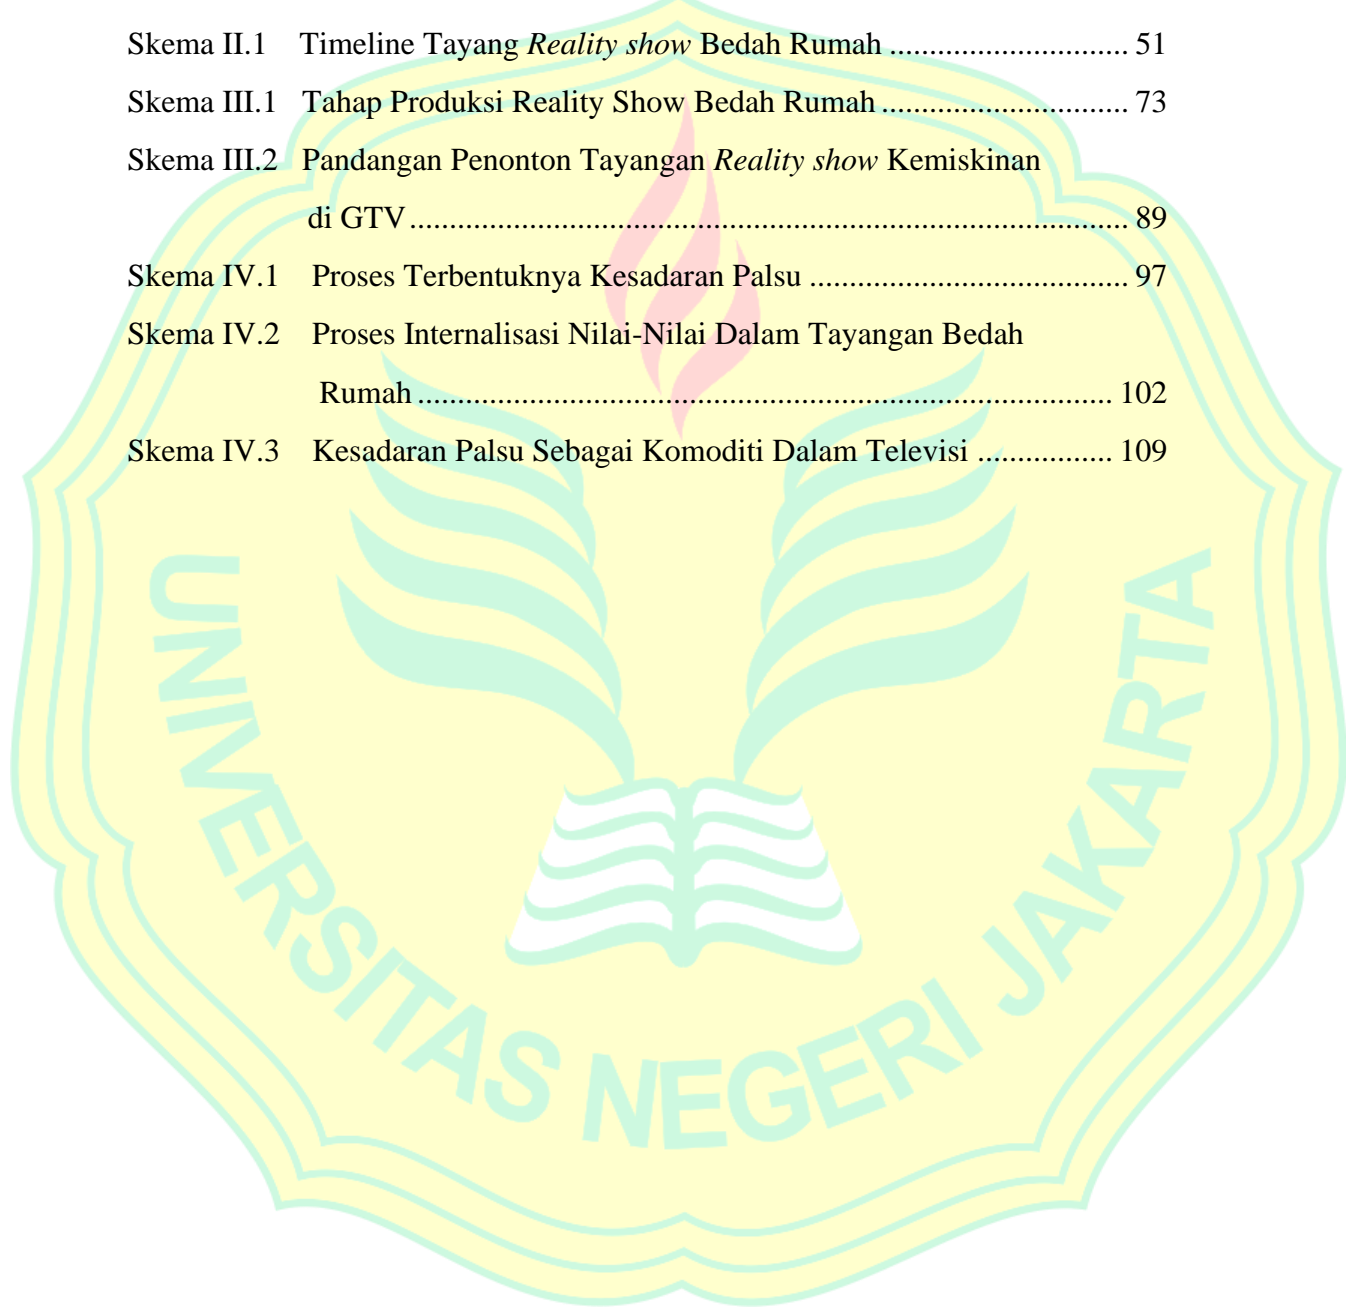 Skema II.1 Timeline Tayang Reality show Bedah Rumah .............................. 51
Skema III.1 Tahap Produksi Reality Show Bedah Rumah ............................... 73
Skema III.2 Pandangan Penonton Tayangan Reality show Kemiskinan
di GTV .......................................................................................... 89
Skema IV.1 Proses Terbentuknya Kesadaran Palsu ........................................ 97
Skema IV.2 Proses Internalisasi Nilai-Nilai Dalam Tayangan Bedah
Rumah ....................................................................................... 102
Skema IV.3 Kesadaran Palsu Sebagai Komoditi Dalam Televisi ................. 109
UNIVERSITAS NEGERI JAKARTA